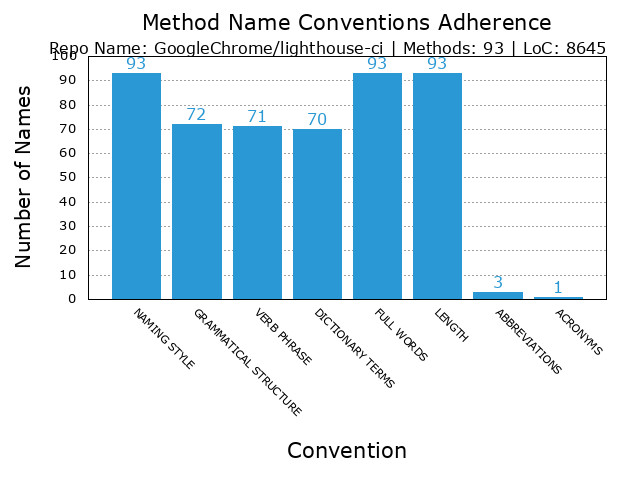 Method Name Conventions Adherence
Repo Name: GoogleChrome/lighthouse-ci | Methods: 93 | LoC: 8645
Number of Names
100
90
80
70
60
50
40
30
20
10
0
93
72
71
70
93
93
3
1
NAMING STYLE
GRAMMATICAL STRUCTURE
VERB PHRASE
DICTIONARY TERMS
FULL WORDS
LENGTH
ABBREVIATIONS
ACRONYMS
Convention